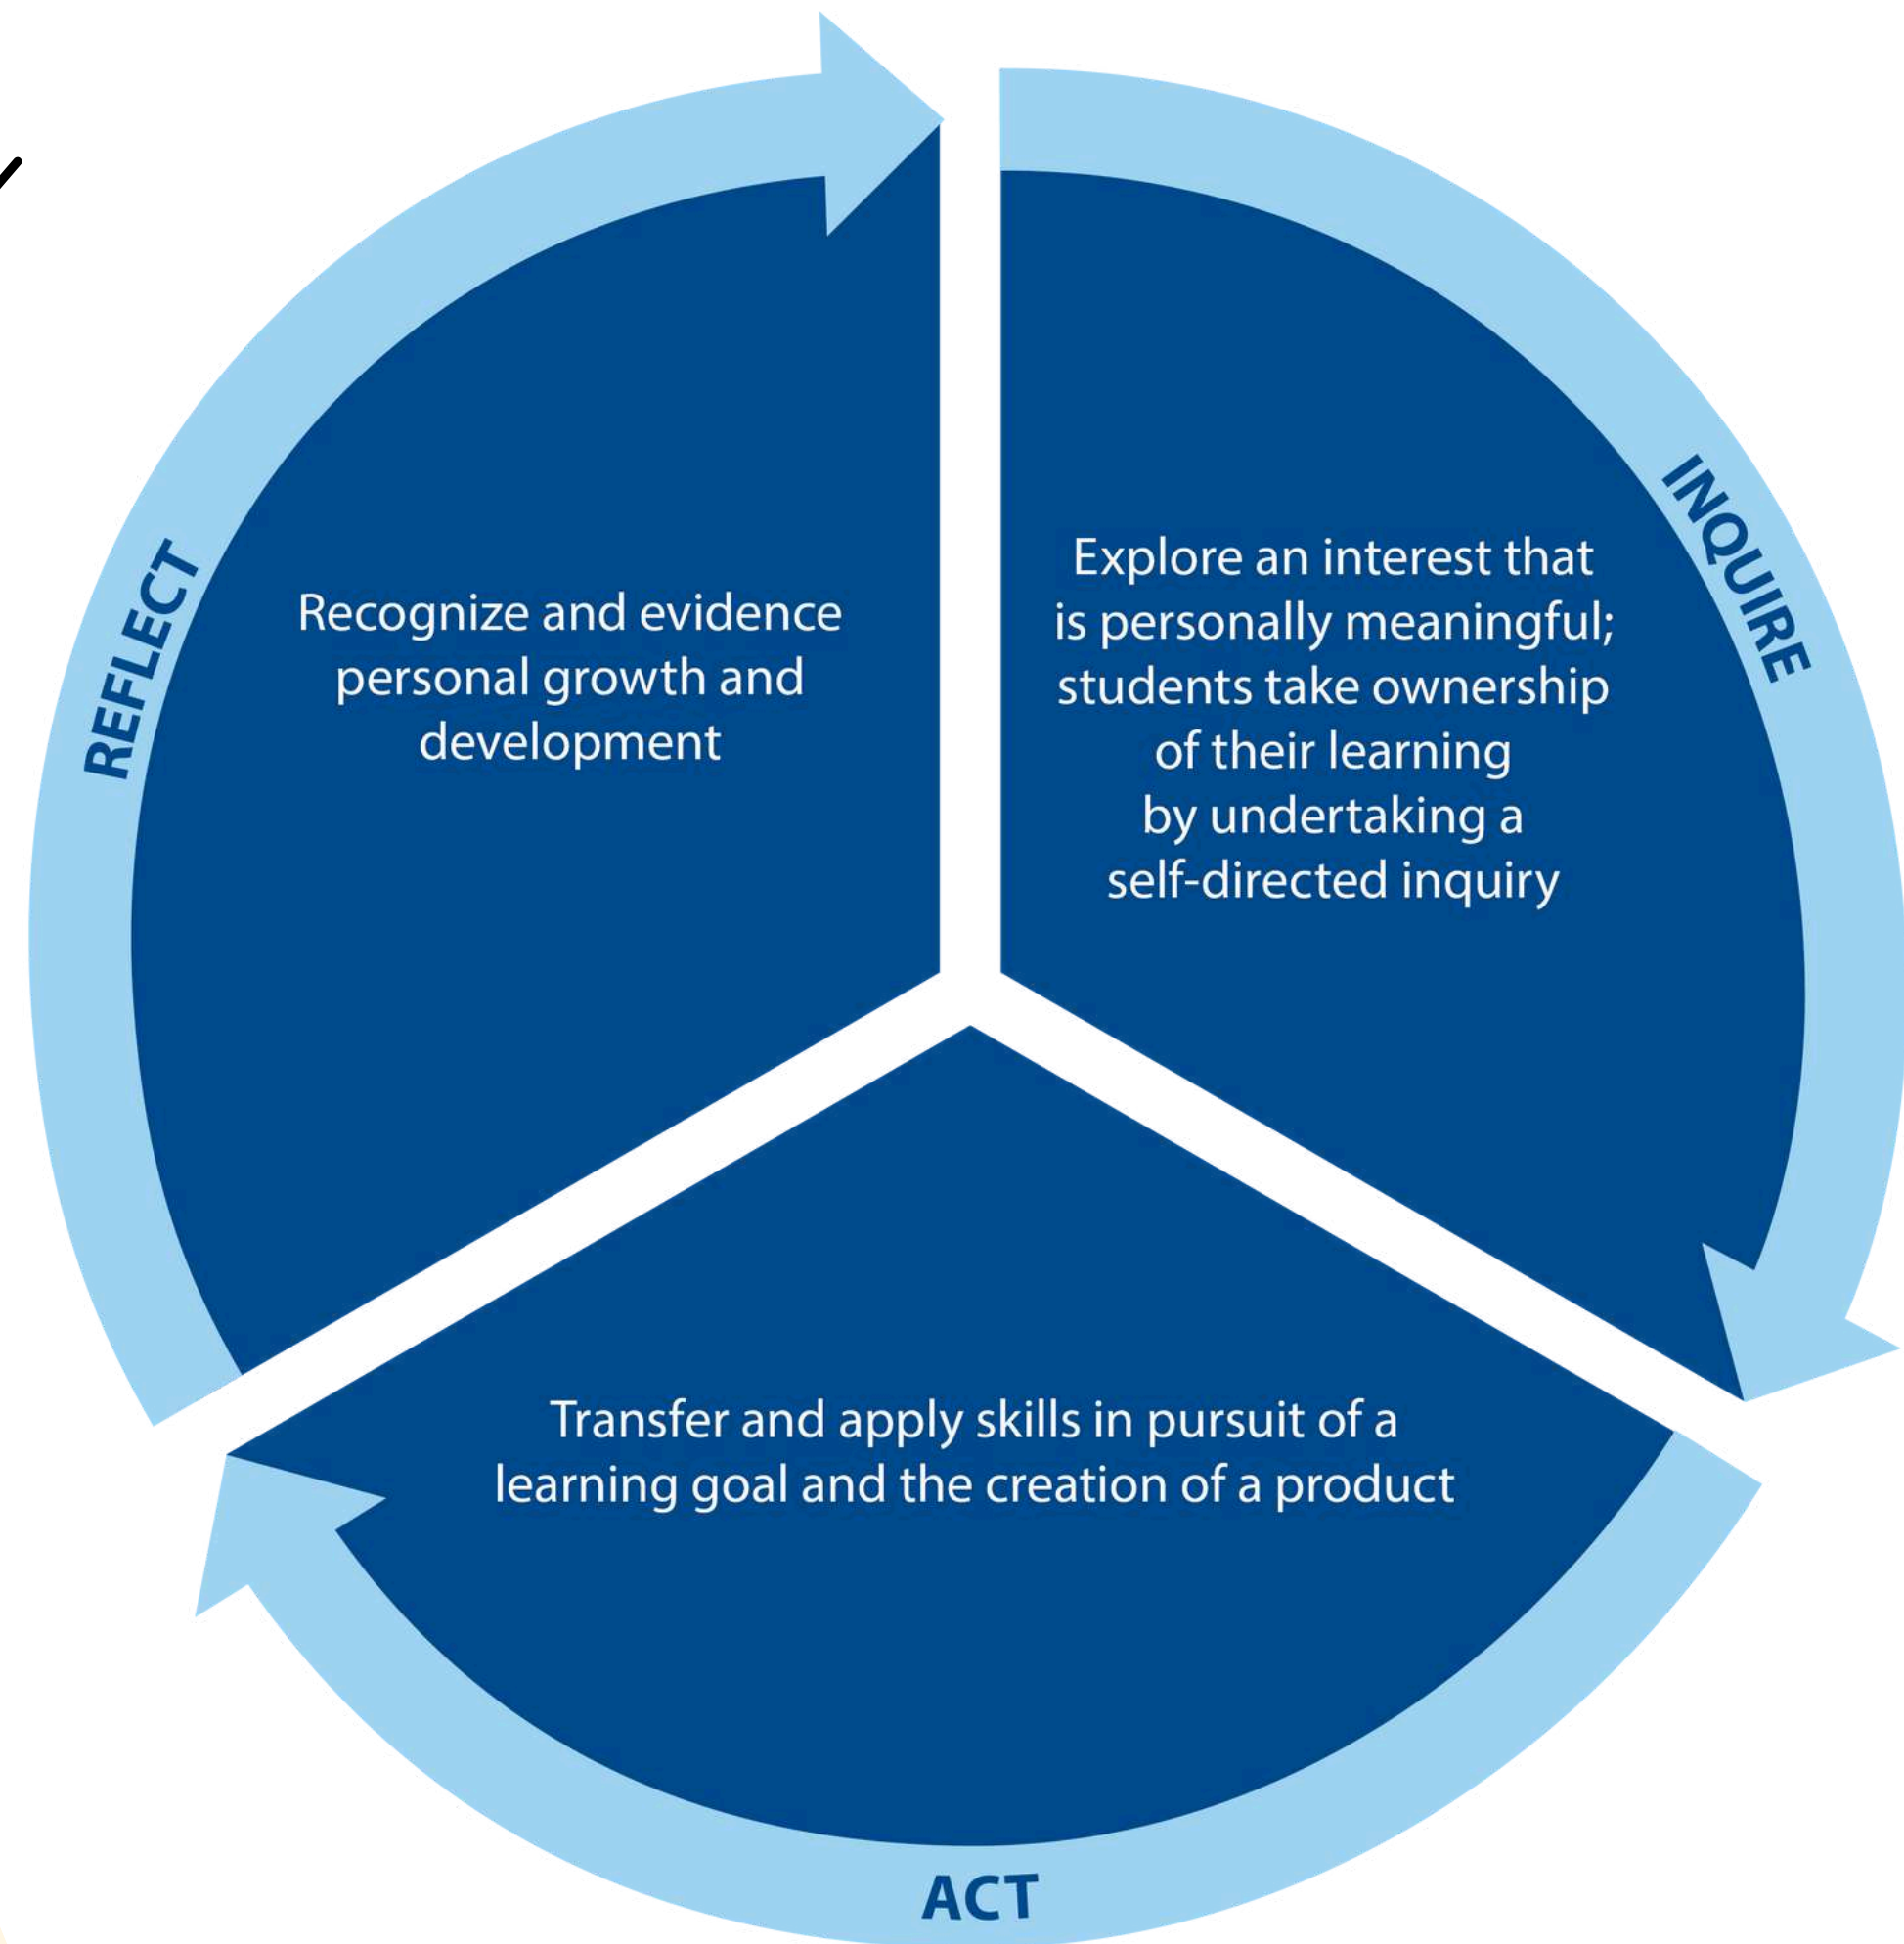 INQUIRE
Explore an interest that
is personally meaningful;
students take ownership
of their learning
by undertaking a
self-directed inquiry
ACT
Transfer and apply skills in pursuit of a
learning goal and the creation of a product
REFLECT
Recognize and evidence
personal growth and
development